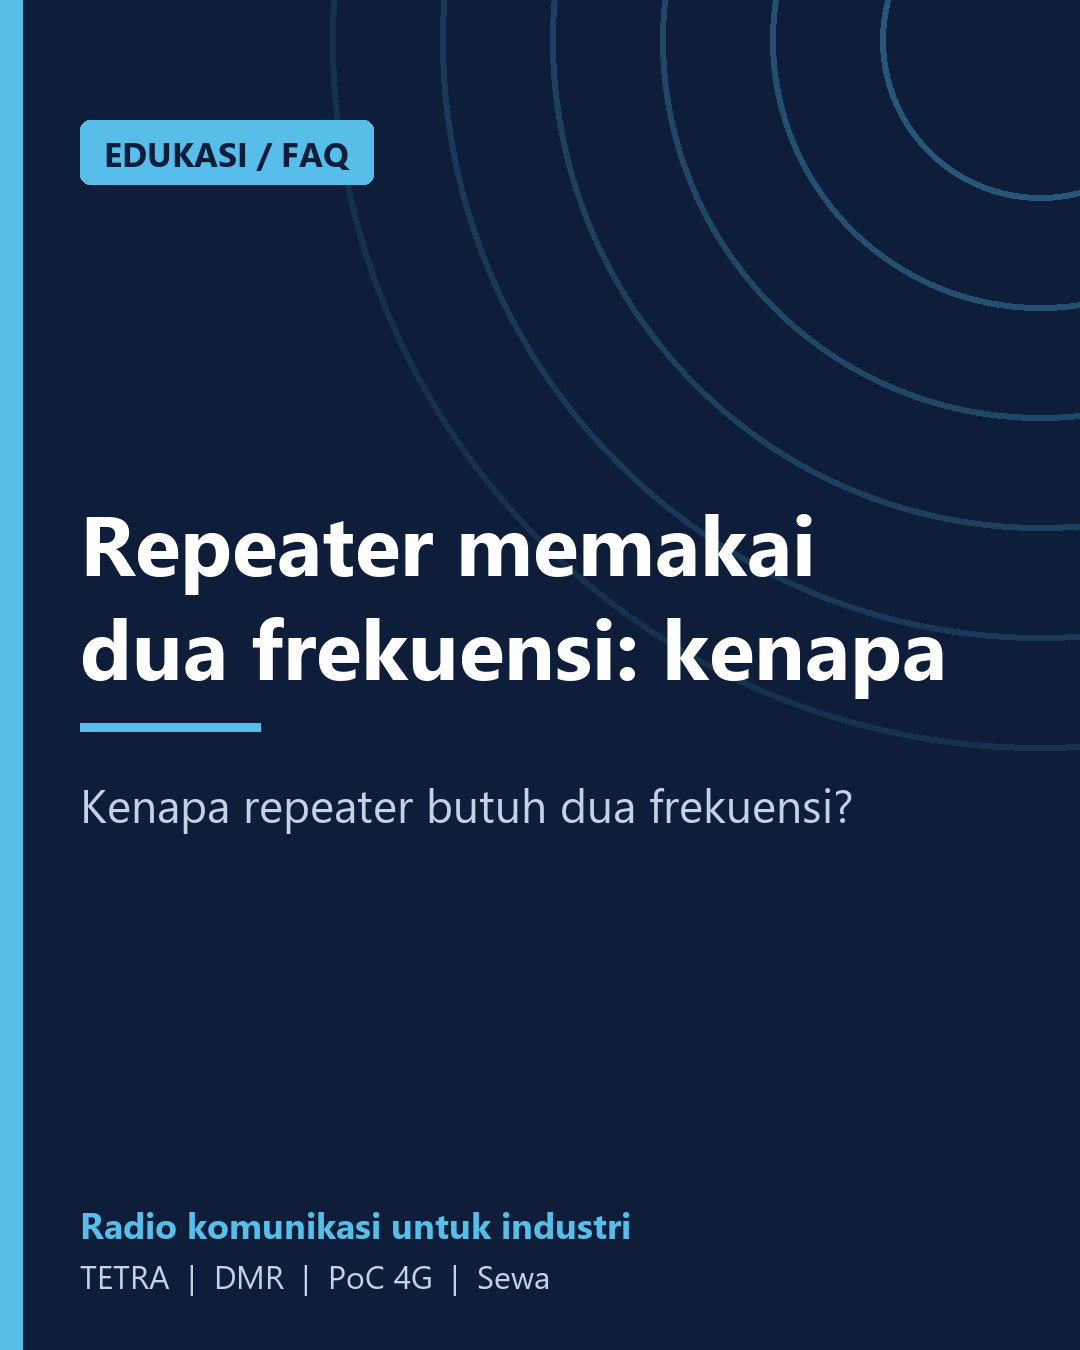 EDUKASI / FAQ
Repeater memakai
dua frekuensi: kenapa
Kenapa repeater butuh dua frekuensi?
Radio komunikasi untuk industri
TETRA | DMR | PoC 4G | Sewa